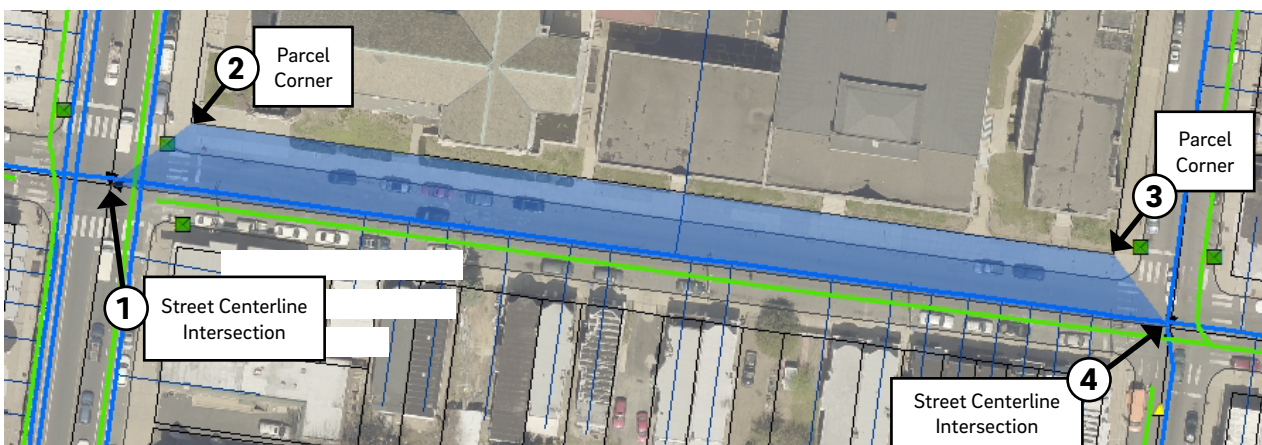 2
Parcel
Corner
Parcel
Corner
3
1
Street Centerline
Intersection
4
Street Centerline
Intersection